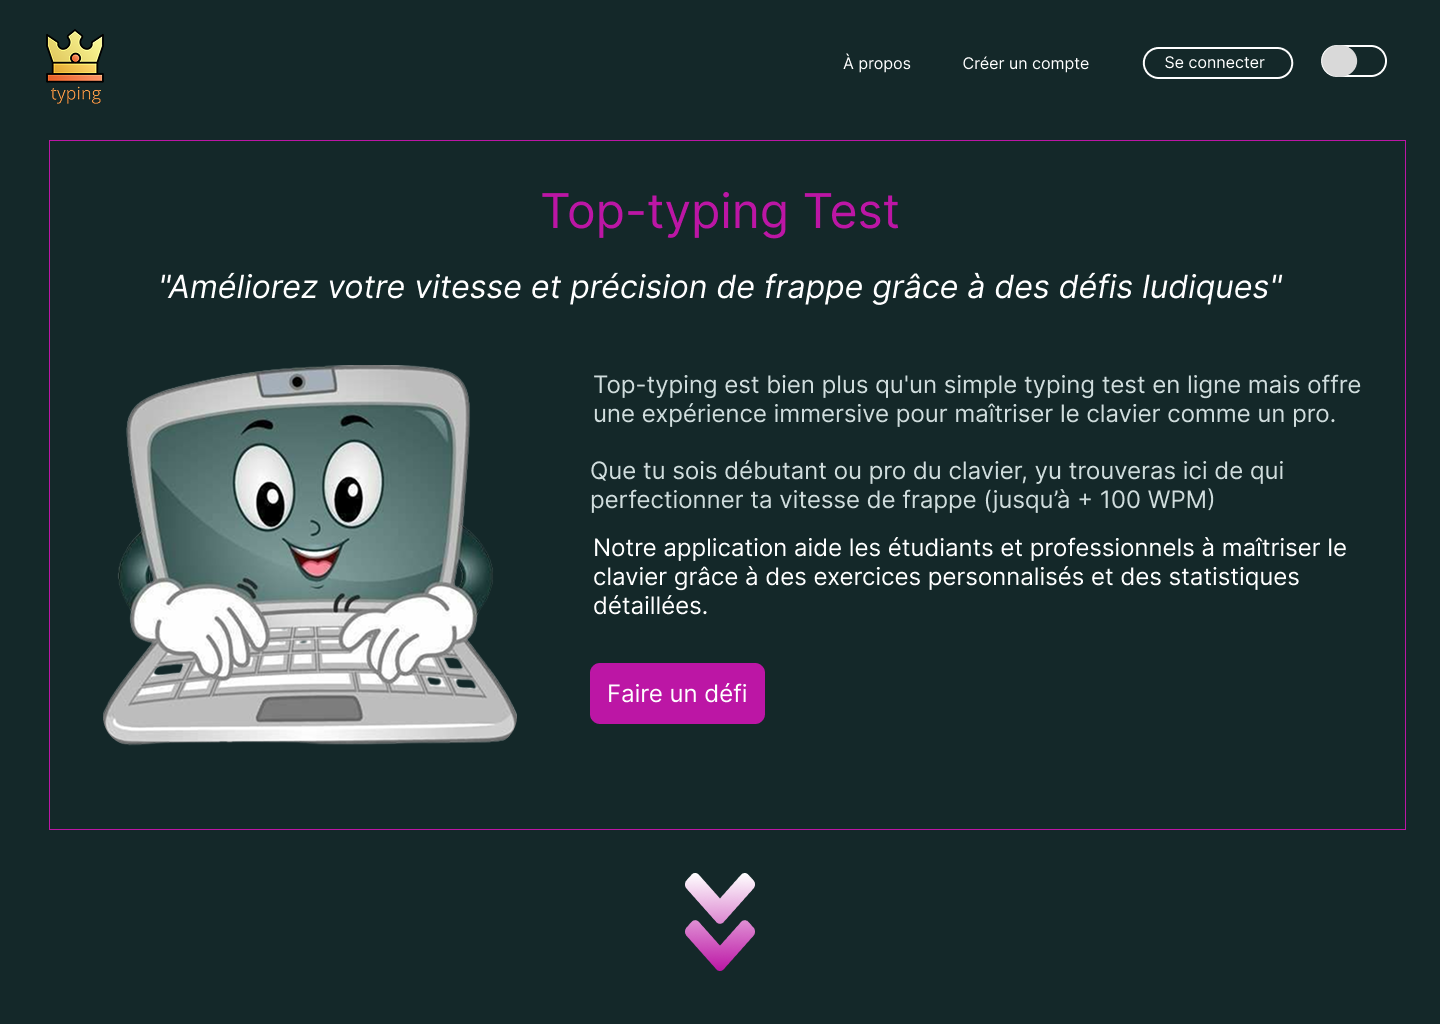 typing
À propos
Créer un compte
Se connecter
Top-typing Test
"Améliorez votre vitesse et précision de frappe grâce à des défis ludiques"
Top-typing est bien plus qu'un simple typing test en ligne mais offre
une expérience immersive pour maîtriser le clavier comme un pro.
Que tu sois débutant ou pro du clavier, yu trouveras ici de qui
perfectionner ta vitesse de frappe (jusqu’à + 100 WPM)
Notre application aide les étudiants et professionnels à maîtriser le
clavier grâce à des exercices personnalisés et des statistiques
détaillées.
Faire un défi